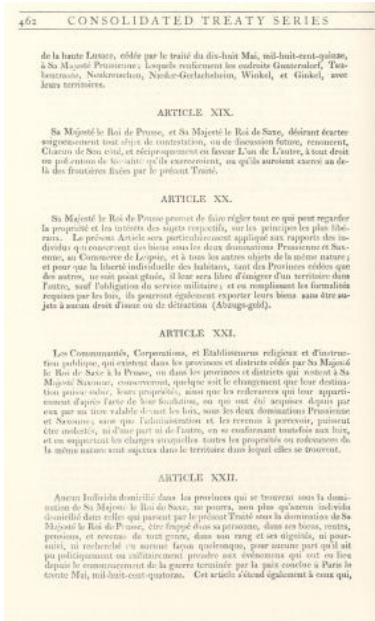 462 CONSOLIDATED TREATY SERIES
de la haute Lusace, cédée par le traité du dix-huit Mai, mil-huit-cent-quinze,
à Sa Majesté Prussienne; lesquels renferment les endroits Guntersdorf, Tau-
bentraenke, Neukretschen, Nieder-Gerlachsheim, Winkel, et Ginkel, avec
leurs territoires.
ARTICLE XIX.
Sa Majesté le Roi de Prusse, et Sa Majesté le Roi de Saxe, désirant écarter
soigneusement tout objet de contestation, ou de discussion future, renoncent,
Chacun de Son côté, et réciproquement en faveur L'un de L'autre, à tout droit
ou prétention de qu'ils exerceroient, ou qu'ils auroient exercé au de-
là des frontières fixées par le présent Traité.
ARTICLE XX.
Sa Majesté le Roi de Prusse promet de faire régler tout ce qui peut regarder
la propriété et les intérêts des sujets respectifs, sur les principes les plus libé-
raux. Le présent Article sera particulièrement appliqué aux rapports des in-
dividus qui conservent des biens sous les deux dominations Prussienne et Sax-
onne, au Commerce de Leipsic, et à tous les autres objets de la même nature;
et pour que la liberté individuelle des habitans, tant des Provinces cédées que
des autres, ne soit point gênée, il leur sera libre d'émigrer d'un territoire dans
l'autre, sauf l'obligation du service militaire; et en remplissant les formalités
requises par les lois, ils pourront également exporter leurs biens sans être su-
jets à aucun droit d'issue ou de détraction (Abzugs-geld).
ARTICLE XXI.
Les Communautés, Corporations, et Etablissemens religieux et d'instruc-
tion publique, qui existent dans les provinces et districts cédés par Sa Majesté
le Roi de Saxe à la Prusse, ou dans les provinces et districts qui restent à Sa
Majesté Saxonne, conserveront, quelque soit le changement que leur destina-
tion puisse subir, leurs propriétés, ainsi que les redevances qui leur apparti-
ennent d'après l'acte de leur fondation, ou qui ont été acquises depuis par
eux par un titre valable devant les lois, sous les deux dominations Prussienne
et Saxonne; sans que l'administration et les revenus à percevoir, puissent
être molestés, ni d'une part ni de l'autre, en se conformant toutefois aux lois,
et en supportant les charges auxquelles toutes les propriétés ou redevances de
la même nature sont sujettes dans le territoire dans lequel elles se trouvent.
ARTICLE XXII.
Aucun Individu domicilié dans les provinces qui se trouvent sous la domi-
nation de Sa Majesté le Roi de Saxe, ne pourra, non plus qu'aucun individu
domicilié dans celles qui passent par le présent Traité sous la domination de Sa
Majesté le Roi de Prusse, être frappé dans sa personne, dans ses biens, rentes,
pensions, et revenus de tout genre, dans son rang et ses dignités, ni pour-
suivi, ni recherché en aucune façon quelconque, pour aucune part qu'il ait
pu politiquement ou militairement prendre aux événemens qui ont eu lieu
depuis le commencement de la guerre terminée par la paix conclue à Paris le
trente Mai, mil-huit-cent-quatorze. Cet article s'étend également à ceux qui,